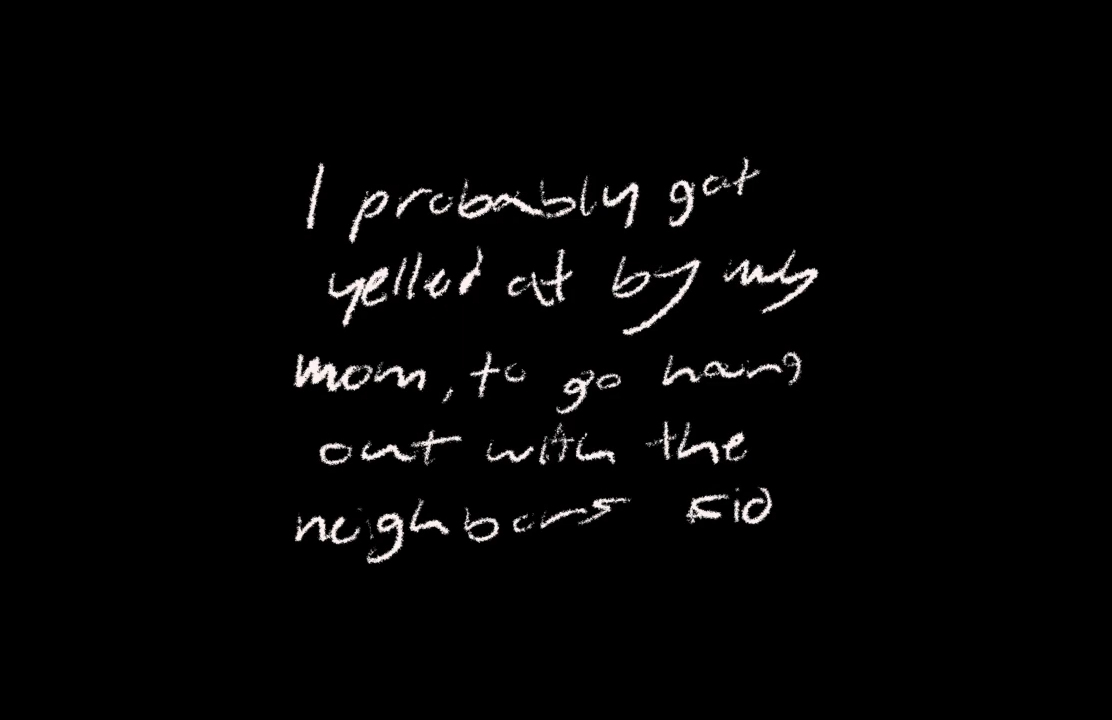 I probably got
yelled at by my
mom, to go hang
out with the
neighbors kid